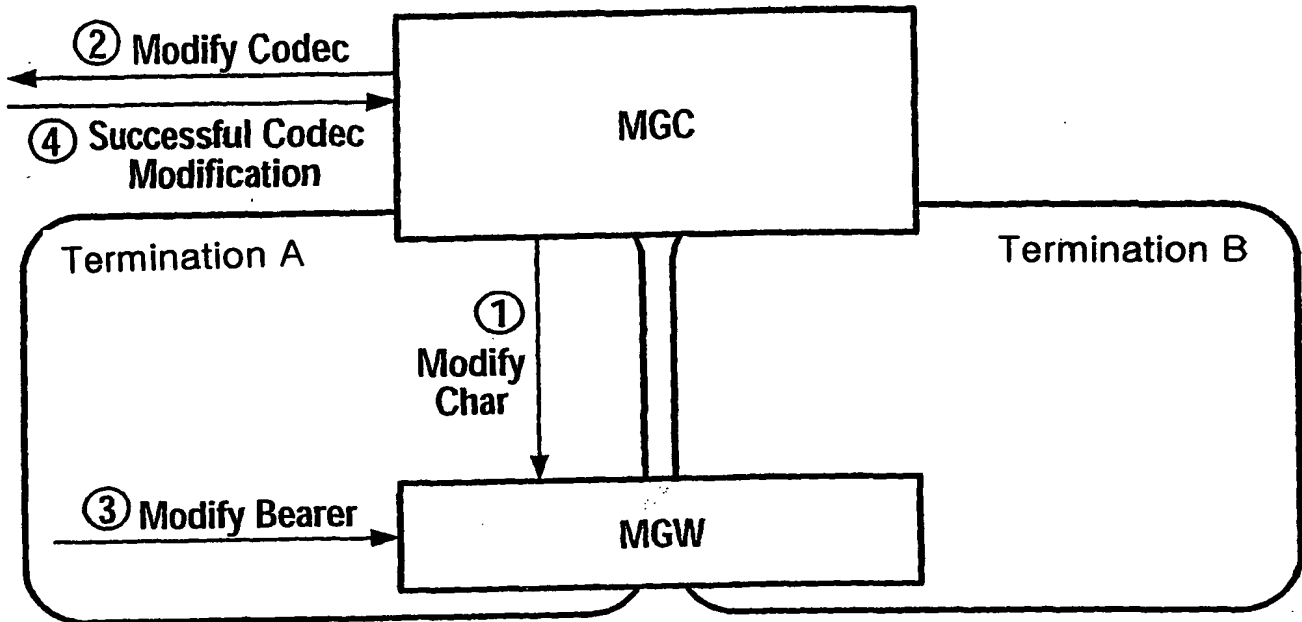 ② Modify Codec
④ Successful Codec
Modification
MGC
Termination A
Termination B
①
Modify
Char
③ Modify Bearer
MGW